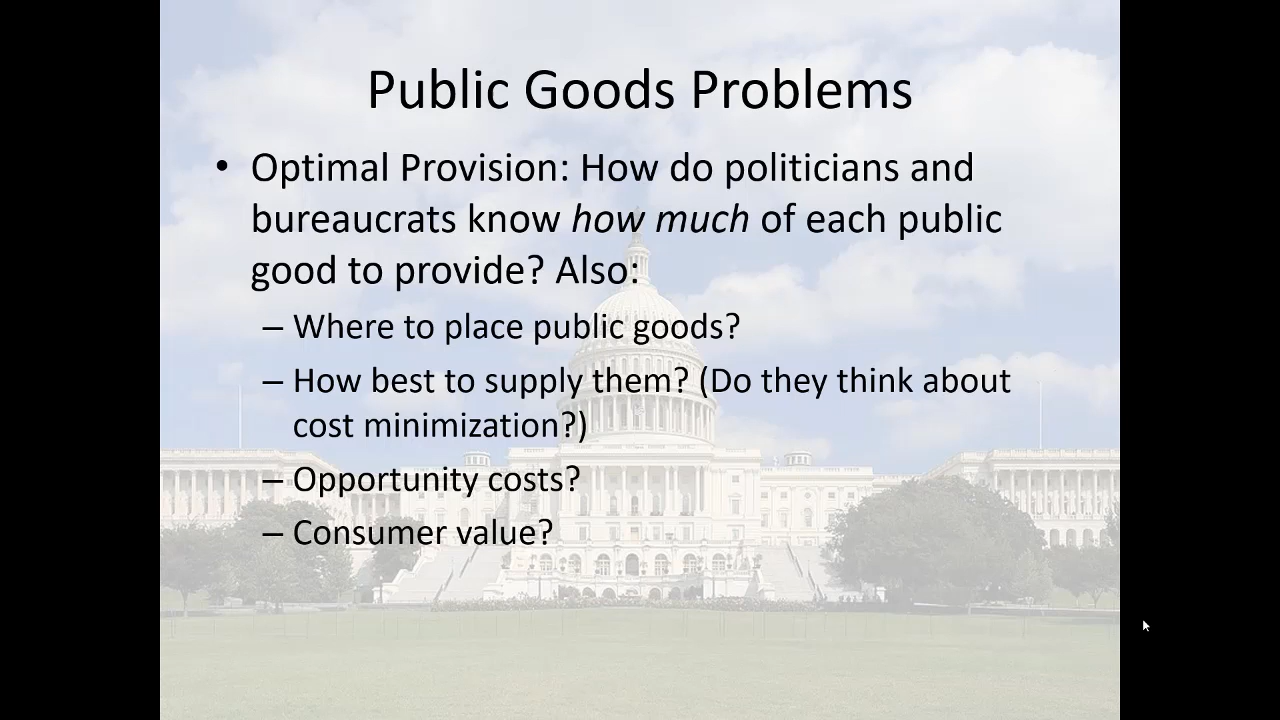 Public Goods Problems
• Optimal Provision: How do politicians and
bureaucrats know how much of each public
good to provide? Also:
– Where to place public goods?
– How best to supply them? (Do they think about
cost minimization?)
– Opportunity costs?
– Consumer value?